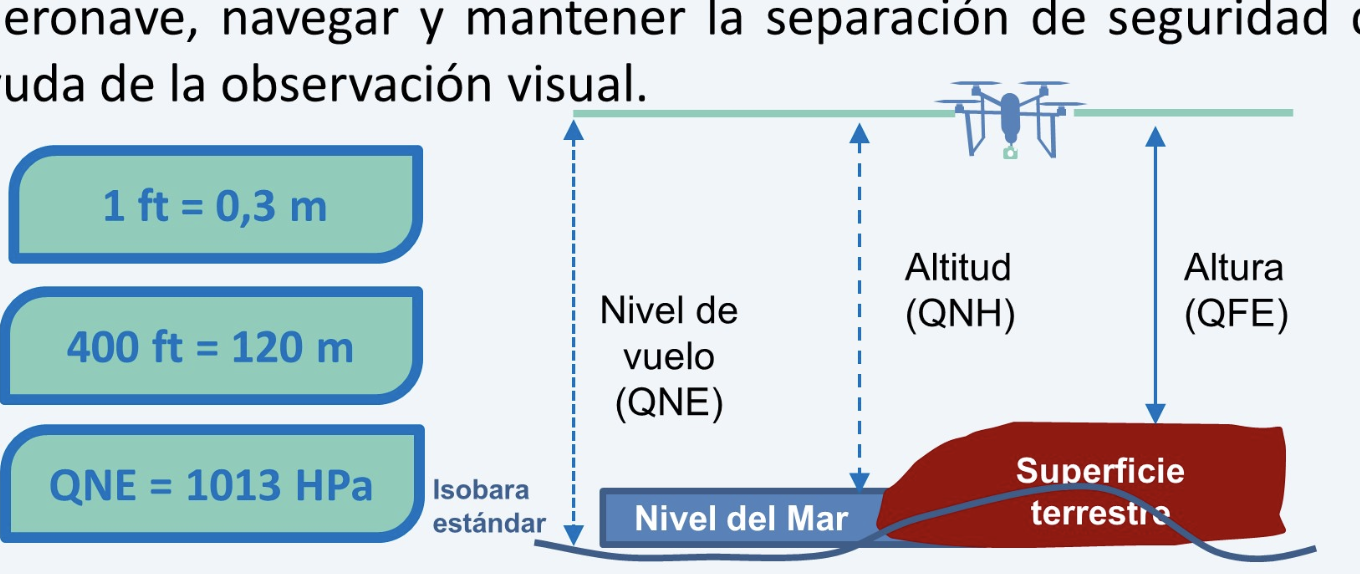 eronave, navegar y mantener la separación de seguridad
uda de la observación visual.
1 ft = 0,3 m
400 ft = 120 m
QNE = 1013 HPa
Nivel de
vuelo
(QNE)
Altitud
(QNH)
Altura
(QFE)
Isobara
estándar
Nivel del Mar
Superficie
terrestre